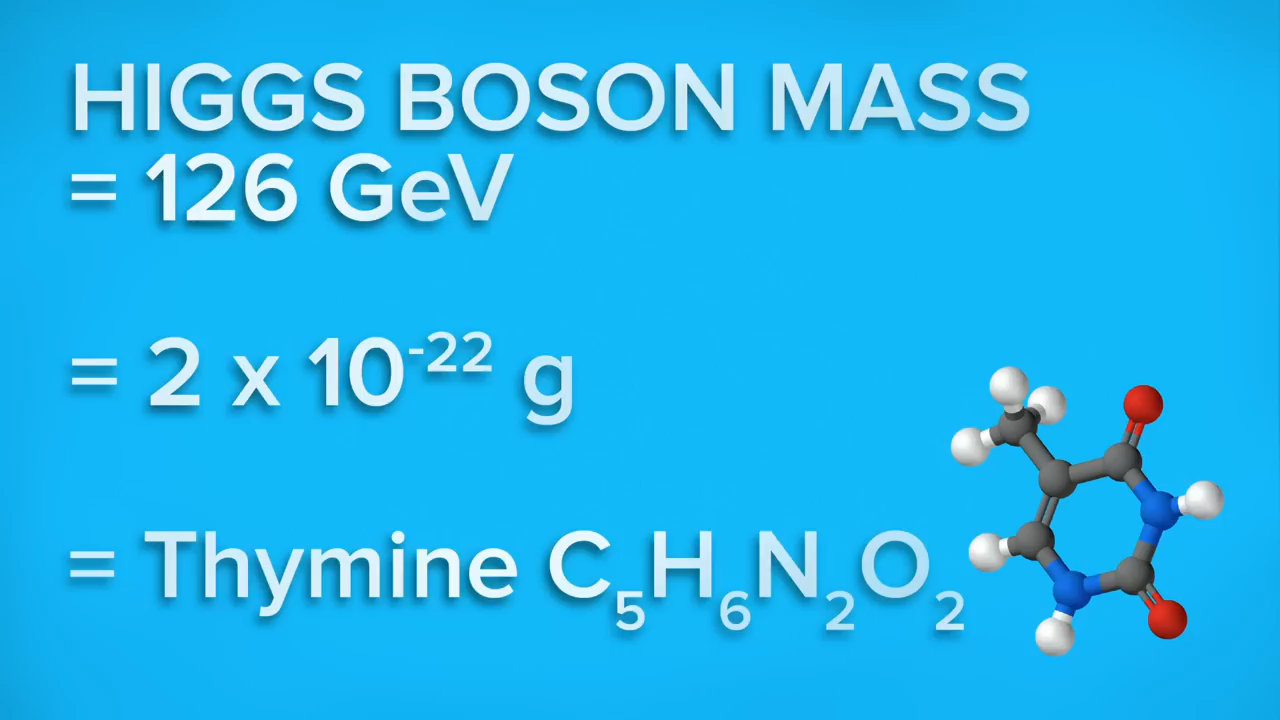 HIGGS BOSON MASS
= 126 GeV
= 2 x 10⁻²² g
= Thymine C₅H₆N₂O₂